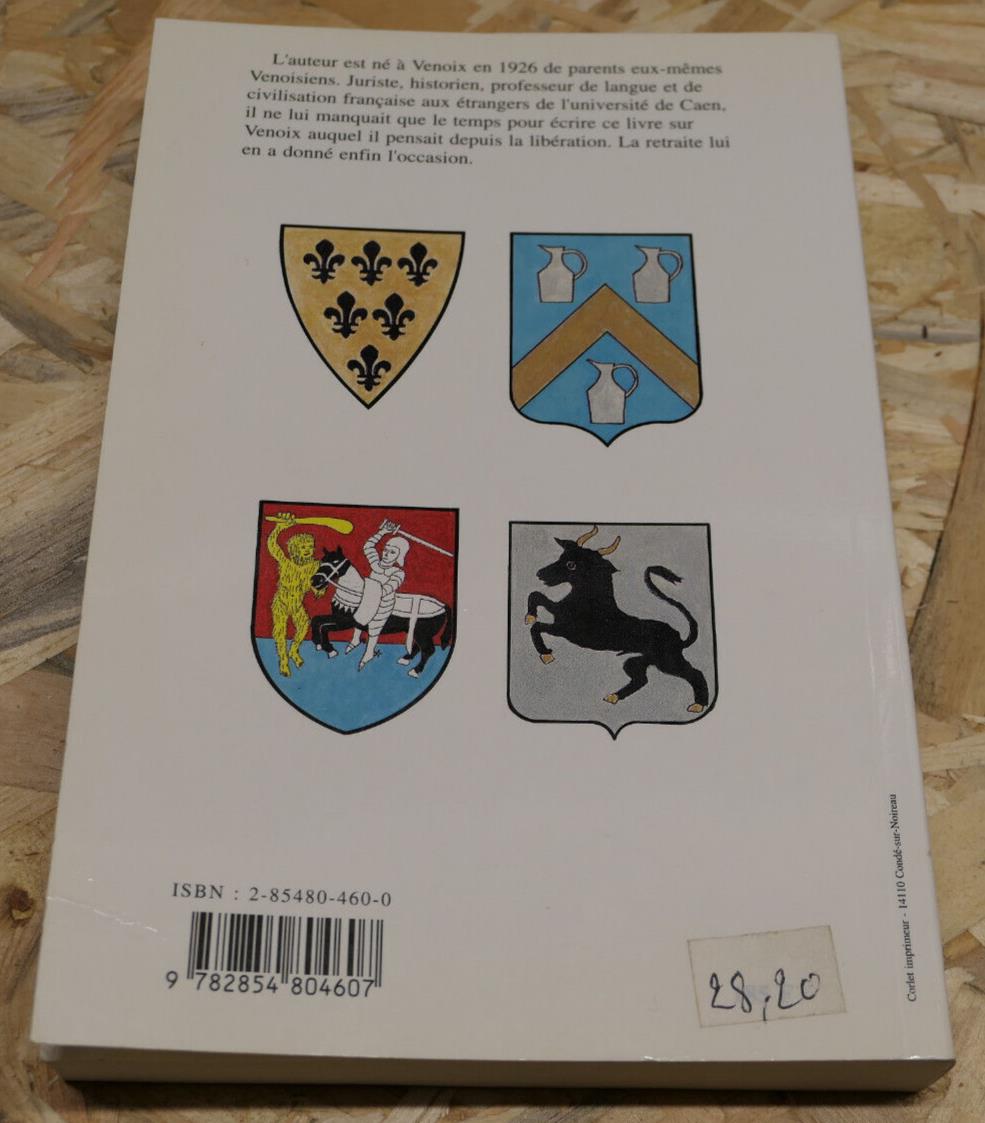 L'auteur est né à Venoix en 1926 de parents eux-mêmes
Venoisiens. Juriste, historien, professeur de langue et de
civilisation française aux étrangers de l'université de Caen,
il ne lui manquait que le temps pour écrire ce livre sur
Venoix auquel il pensait depuis la libération. La retraite lui
en a donné enfin l'occasion.
ISBN : 2-85480-460-0
9 782854 804607
28,20
Corlet imprimeur - 14110 Condé-sur-Noireau